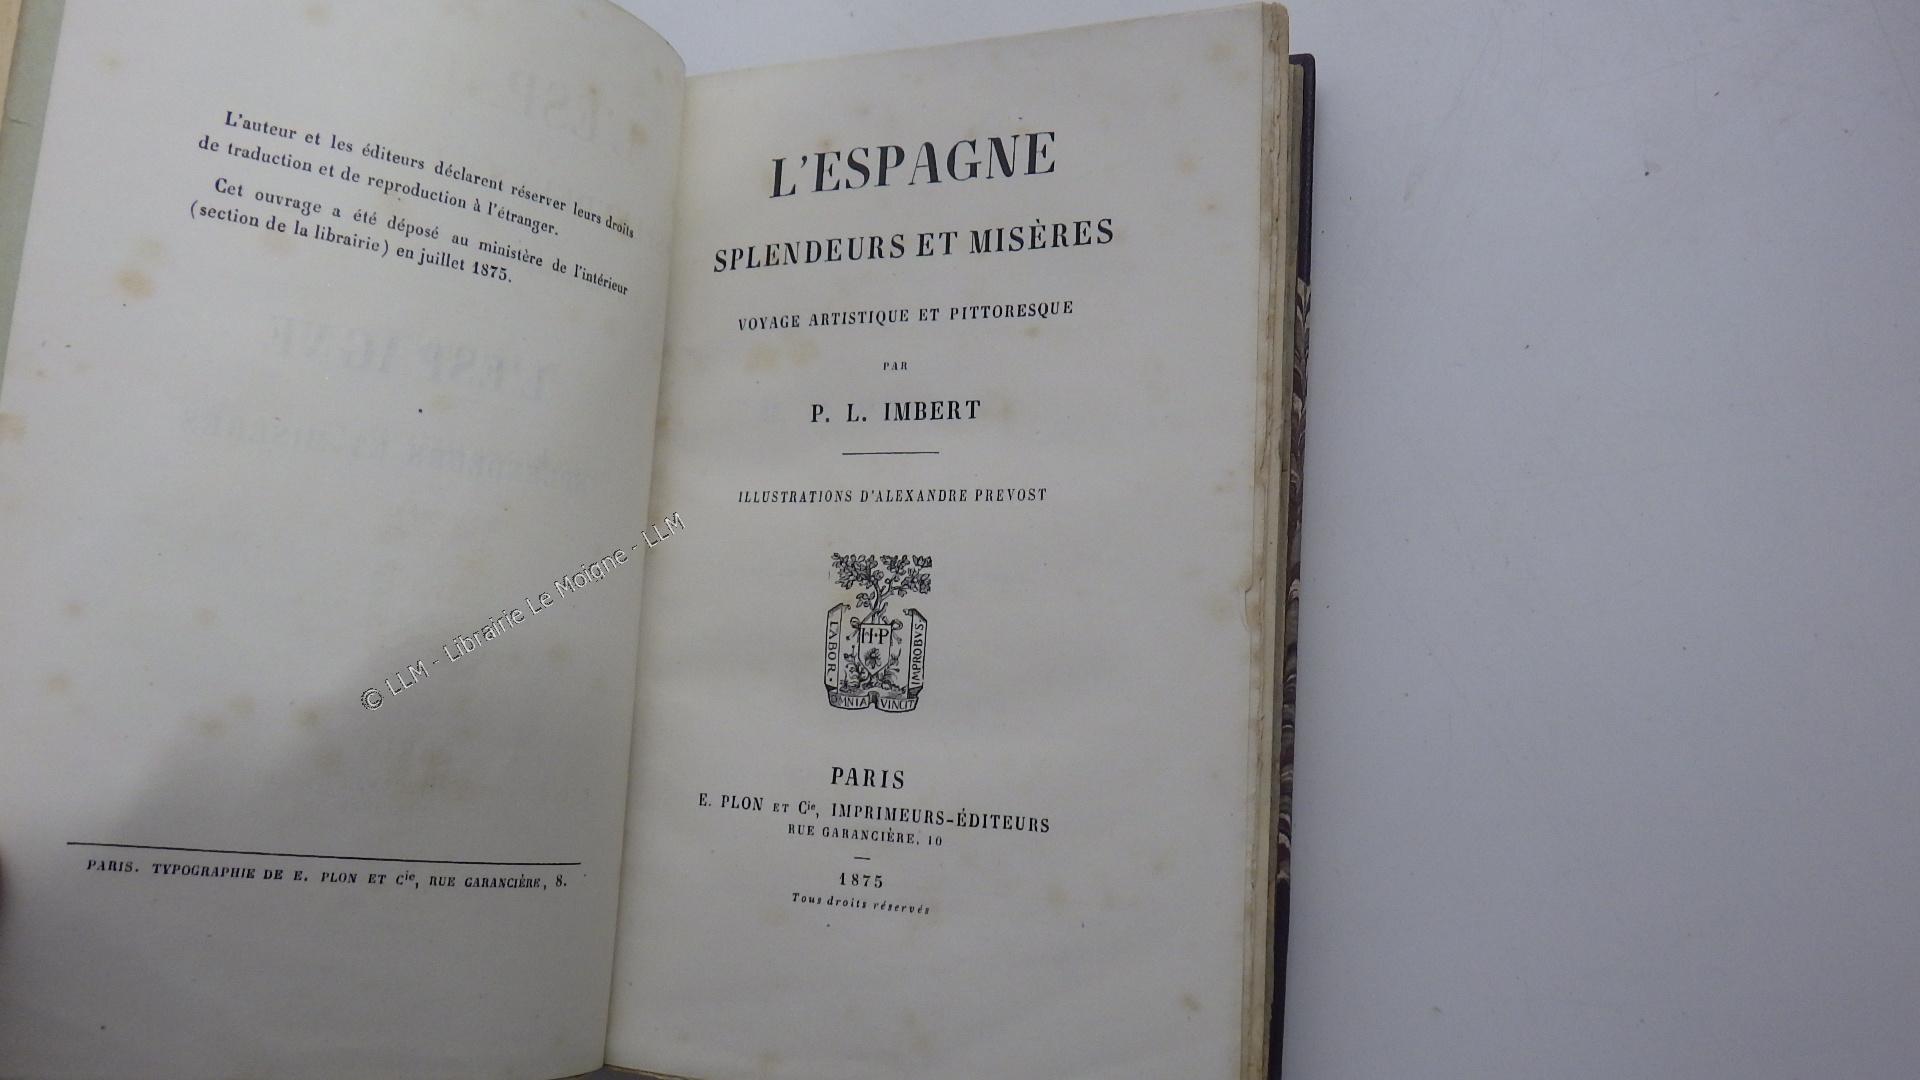 L'auteur et les éditeurs déclarent réserver leurs droits
de traduction et de reproduction à l'étranger.
Cet ouvrage a été déposé au ministère de l'intérieur
(section de la librairie) en juillet 1875.
© LLM - Librairie Le Moigne - LLM
PARIS. TYPOGRAPHIE DE E. PLON ET Cie, RUE GARANCIÈRE, 8.
L'ESPAGNE
SPLENDEURS ET MISÈRES
VOYAGE ARTISTIQUE ET PITTORESQUE
PAR
P. L. IMBERT
ILLUSTRATIONS D'ALEXANDRE PREVOST
H·P
LABOR·
IMPROBVS
OMNIA VINCIT
PARIS
E. PLON ET Cie, IMPRIMEURS-ÉDITEURS
RUE GARANCIÈRE, 10
1875
Tous droits réservés